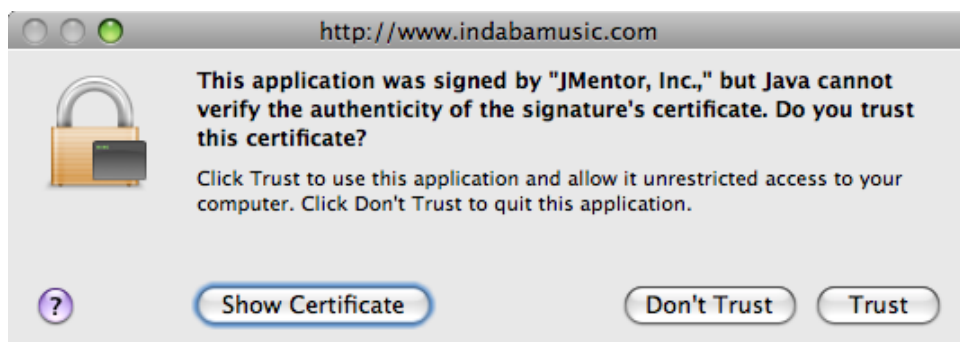 http://www.indabamusic.com
This application was signed by "JMentor, Inc.," but Java cannot
verify the authenticity of the signature's certificate. Do you trust
this certificate?
Click Trust to use this application and allow it unrestricted access to your
computer. Click Don't Trust to quit this application.
? Show Certificate Don't Trust Trust